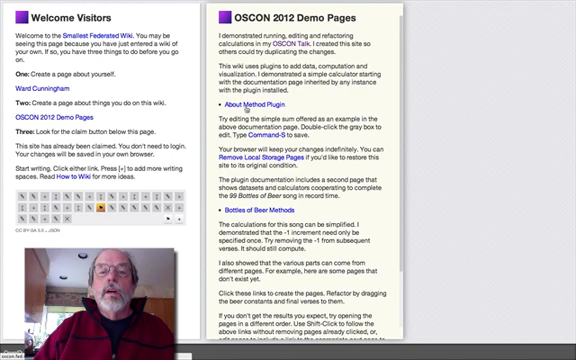 Welcome Visitors
Welcome to the Smallest Federated Wiki. You may be
seeing this page because you have just entered a wiki of
your own. If so, you have three things to do before you go
on.
One: Create a page about yourself.
Ward Cunningham
Two: Create a page about things you do on this wiki.
OSCON 2012 Demo Pages
Three: Look for the claim button below this page.
This site has already been claimed. You don't need to login.
Your changes will be saved in your own browser.
Start writing. Click either link. Press [+] to add more writing
spaces. Read How to Wiki for more ideas.
CC BY-SA 3.0 . JSON
OSCON 2012 Demo Pages
I demonstrated running, editing and refactoring
calculations in my OSCON Talk. I created this site so
others could try duplicating the changes.
This wiki uses plugins to add data, computation and
visualization. I demonstrated a simple calculator starting
with the documentation page inherited by any instance
with the plugin installed.
• About Method Plugin
Try editing the simple sum offered as an example in the
above documentation page. Double-click the gray box to
edit. Type Command-S to save.
Your browser will keep your changes indefinitely. You can
Remove Local Storage Pages if you'd like to restore this
site to its original condition.
The plugin documentation includes a second page that
shows datasets and calculators cooperating to complete
the 99 Bottles of Beer song in record time.
• Bottles of Beer Methods
The calculations for this song can be simplified. I
demonstrated that the -1 increment need only be
specified once. Try removing the -1 from subsequent
verses. It should still compute.
I also showed that the various parts can come from
different pages. For example, here are some pages that
don't exist yet.
Click these links to create the pages. Refactor by dragging
the beer constants and final verses to them.
If you don't get the results you expect, try opening the
pages in a different order. Use Shift-Click to follow the
above links without removing pages already clicked, or,